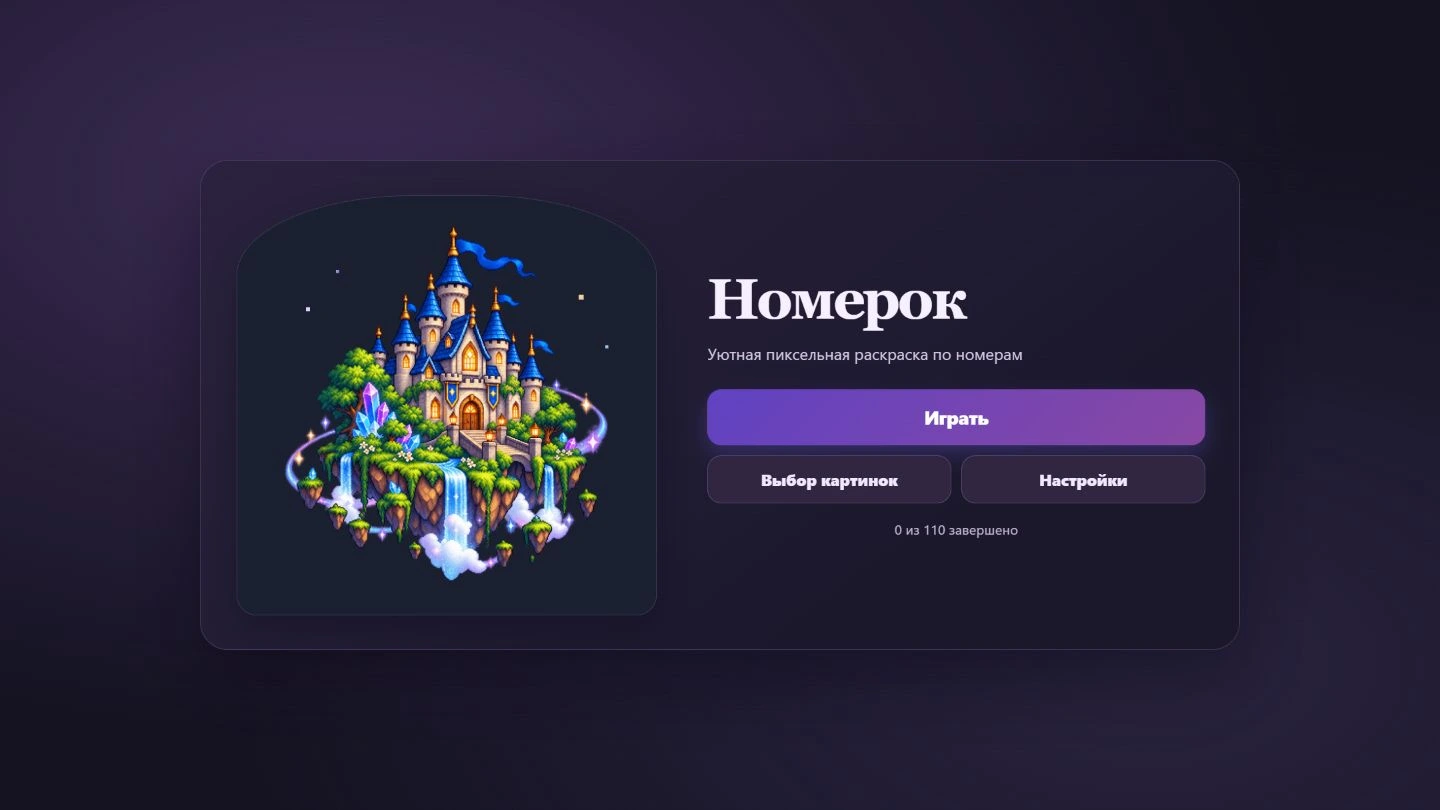 Номерок
Уютная пиксельная раскраска по номерам
Играть
Выбор картинок
Настройки
0 из 110 завершено